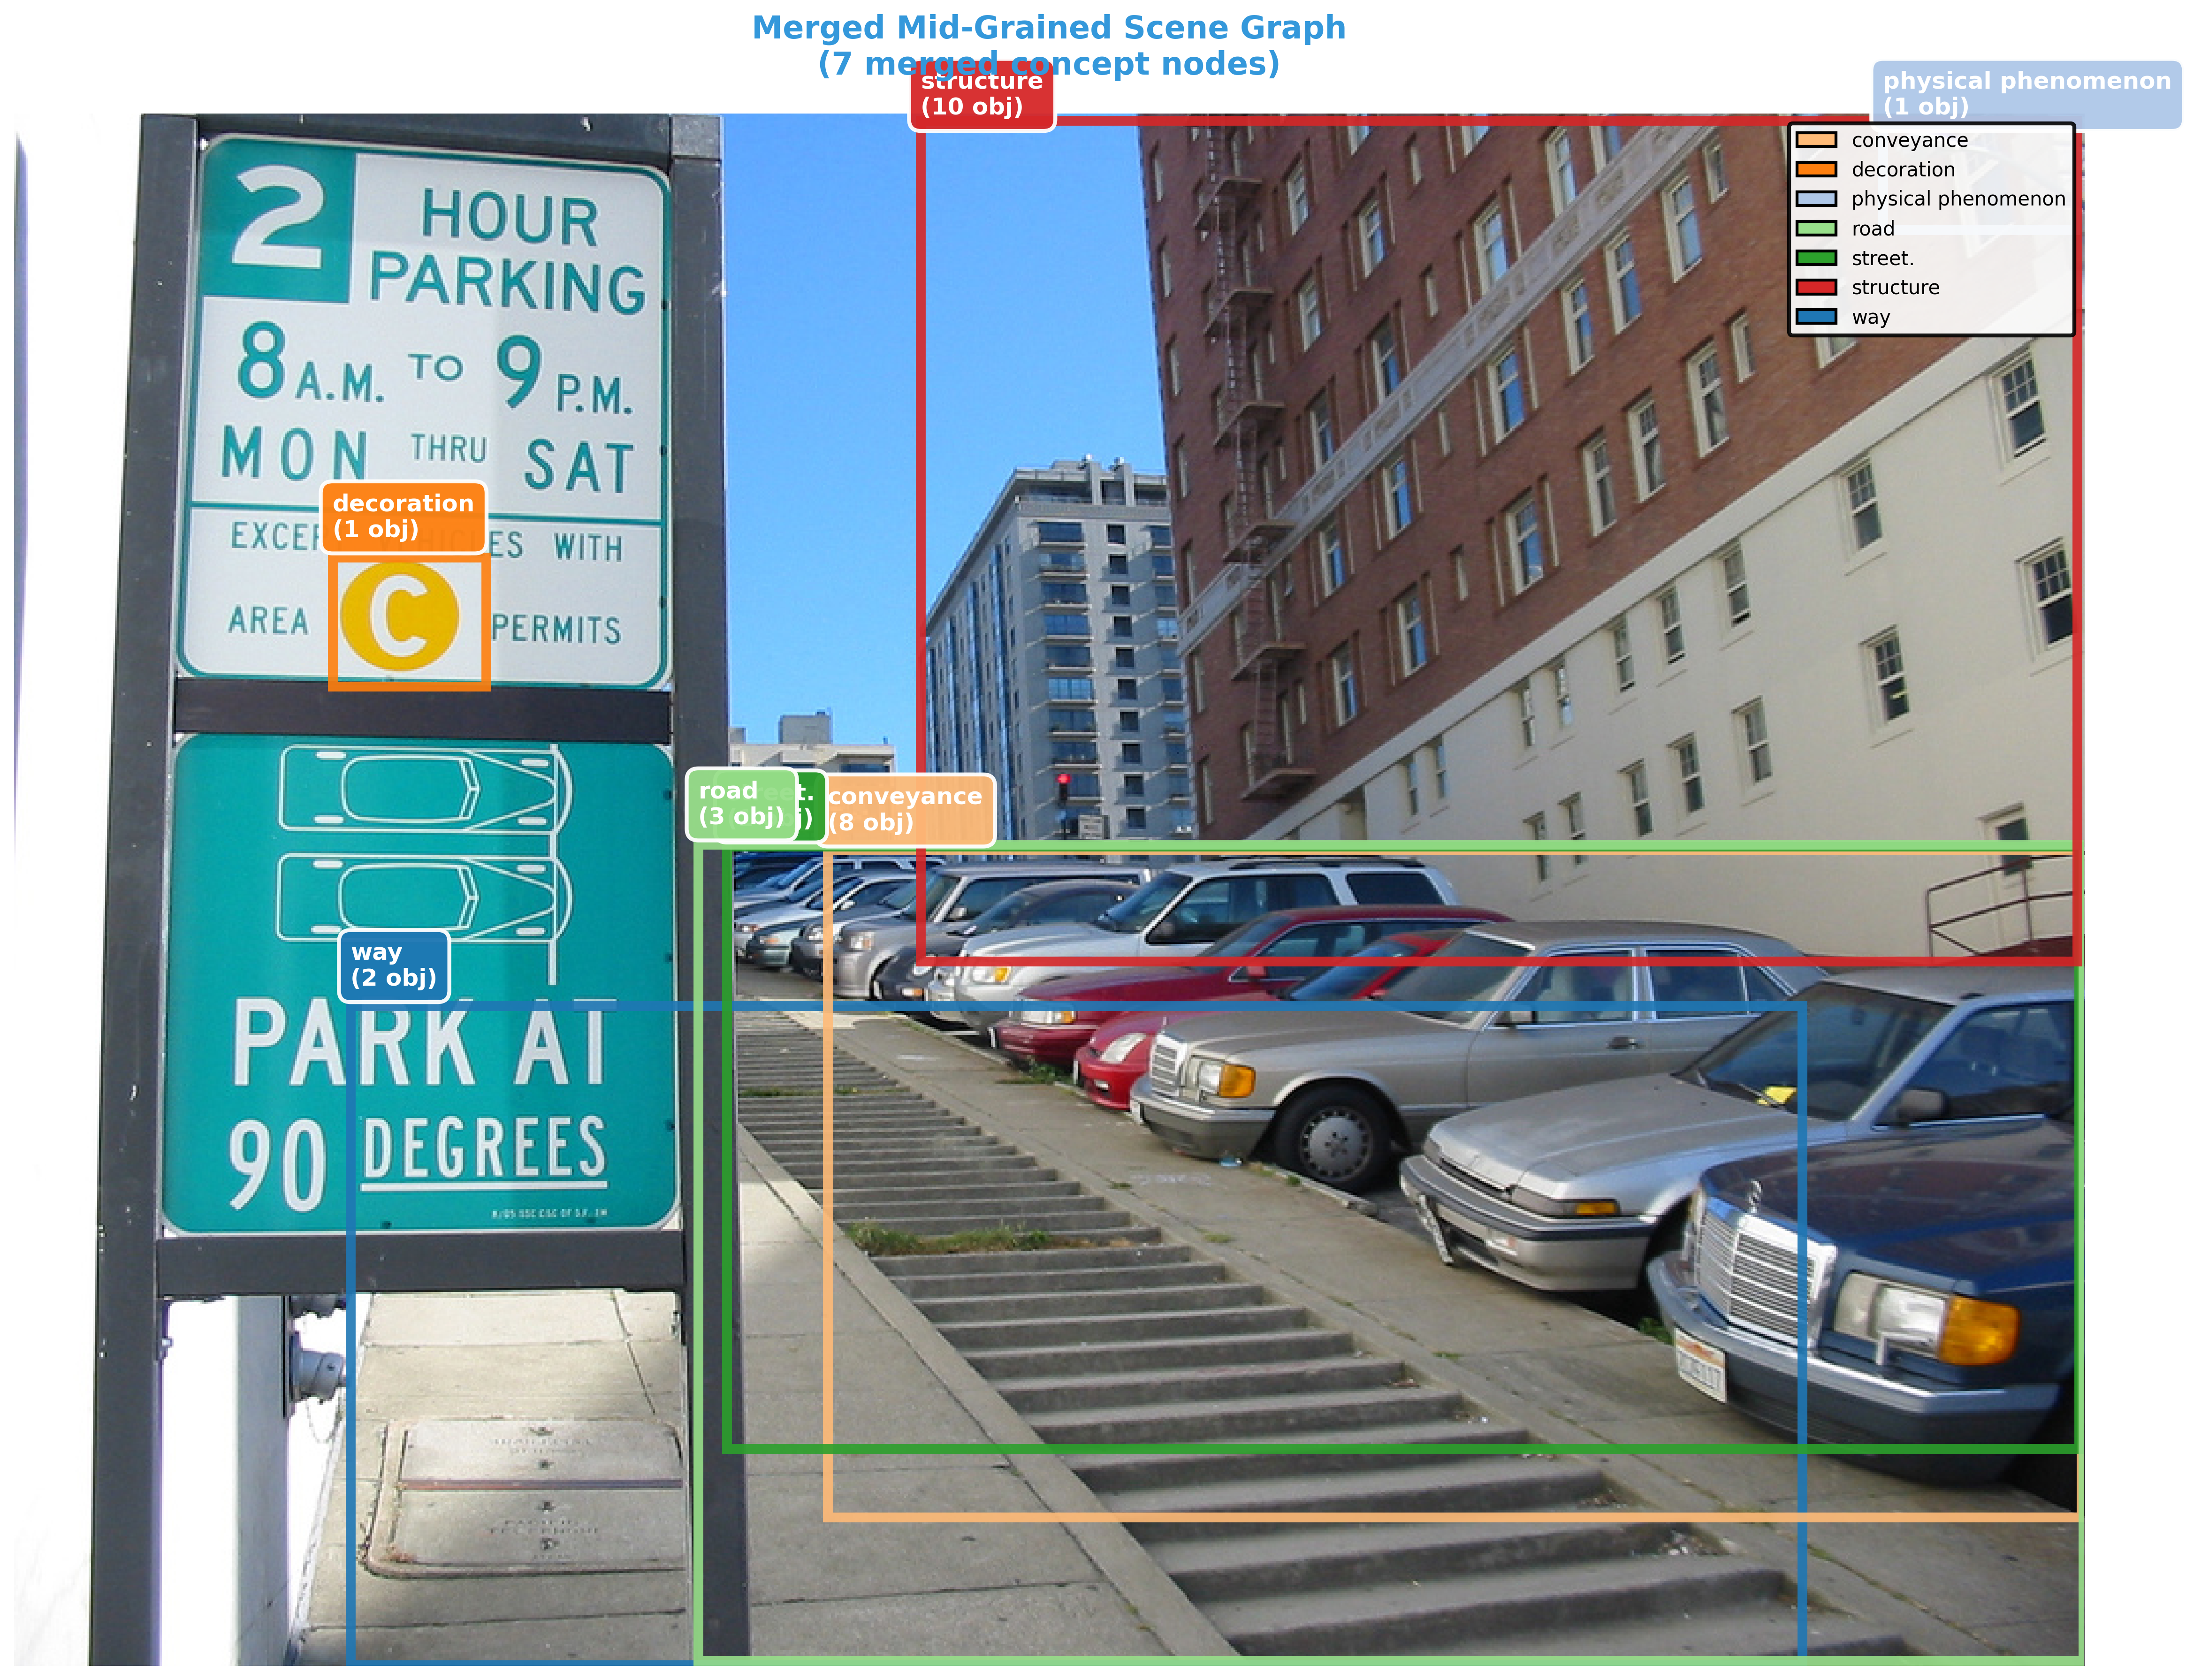 Merged Mid-Grained Scene Graph
(7 merged concept nodes)
structure
(10 obj)
physical phenomenon
(1 obj)
conveyance
decoration
physical phenomenon
road
street.
structure
way
2 HOUR
PARKING
8 A.M. TO 9 P.M.
MON THRU SAT
decoration
(1 obj)
WITH
AREA C PERMITS
road
(3 obj)
conveyance
(8 obj)
way
(2 obj)
PARK AT
90 DEGREES